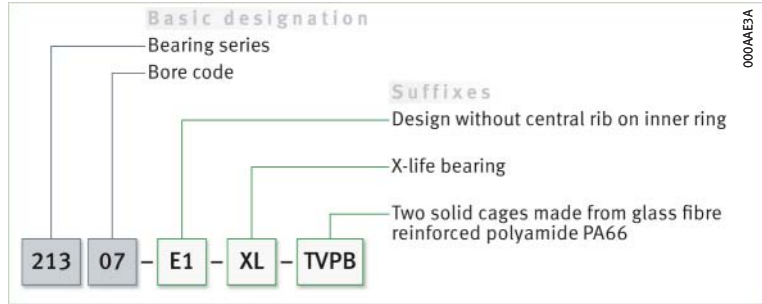 Basic designation
Bearing series
Bore code
Suffixes
Design without central rib on inner ring
X-life bearing
Two solid cages made from glass fibre
reinforced polyamide PA66
213 07 – E1 – XL – TVPB
000AAE3A